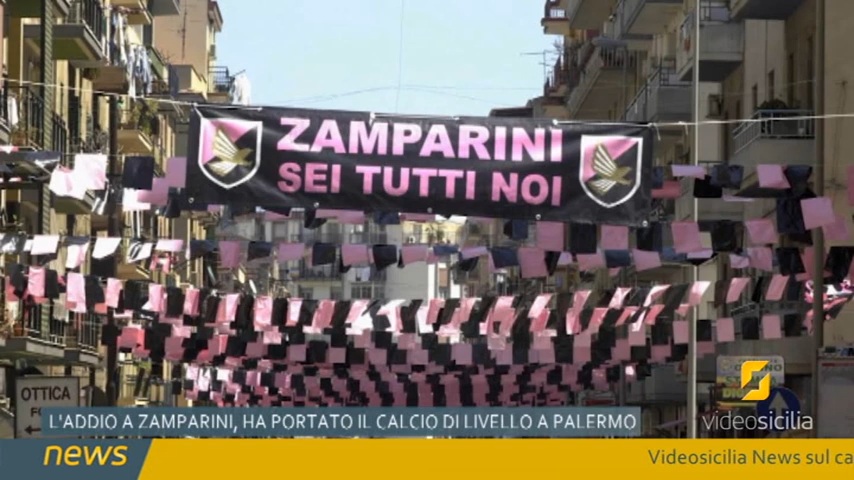 ZAMPARINI
SEI TUTTI NOI
OTTICA
L'ADDIO A ZAMPARINI, HA PORTATO IL CALCIO DI LIVELLO A PALERMO
videosicilia
news
Videosicilia News sul ca